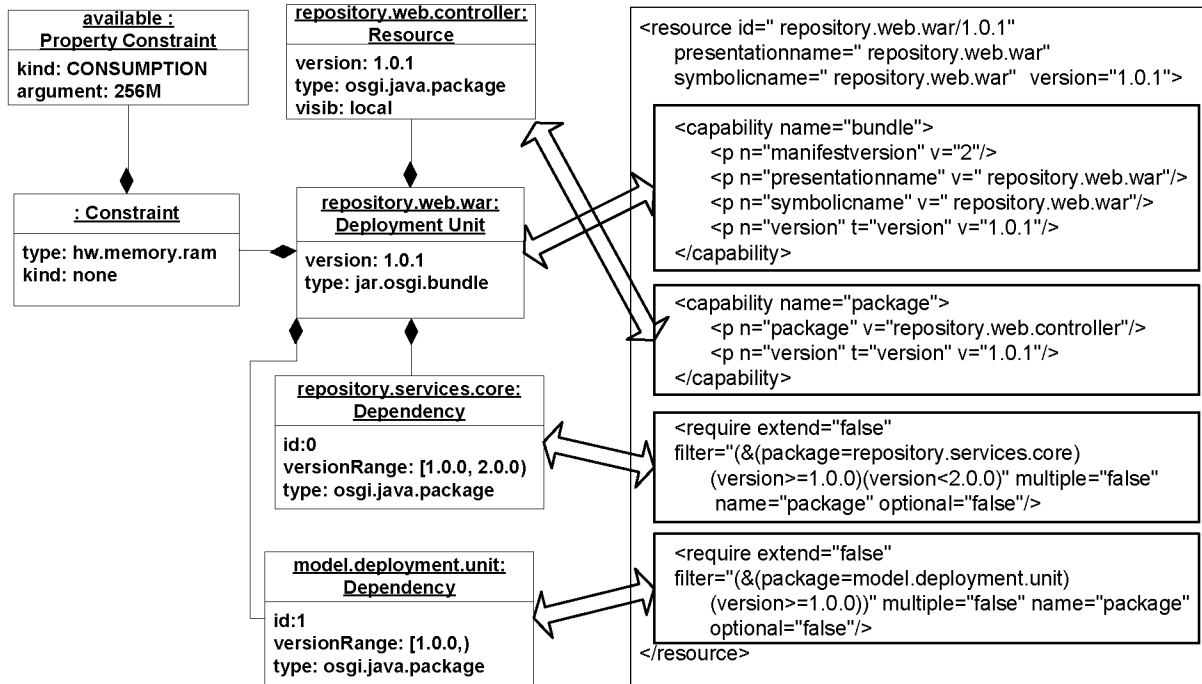 available :
Property Constraint
kind: CONSUMPTION
argument: 256M
repository.web.controller:
Resource
version: 1.0.1
type: osgi.java.package
visib: local
: Constraint
type: hw.memory.ram
kind: none
repository.web.war:
Deployment Unit
version: 1.0.1
type: jar.osgi.bundle
repository.services.core:
Dependency
id:0
versionRange: [1.0.0, 2.0.0)
type: osgi.java.package
model.deployment.unit:
Dependency
id:1
versionRange: [1.0.0,)
type: osgi.java.package
<resource id=" repository.web.war/1.0.1"
presentationname=" repository.web.war"
symbolicname=" repository.web.war" version="1.0.1">
<capability name="bundle">
<p n="manifestversion" v="2"/>
<p n="presentationname" v=" repository.web.war"/>
<p n="symbolicname" v=" repository.web.war"/>
<p n="version" t="version" v="1.0.1"/>
</capability>
<capability name="package">
<p n="package" v="repository.web.controller"/>
<p n="version" t="version" v="1.0.1"/>
</capability>
<require extend="false"
filter="(&(package=repository.services.core)
(version>=1.0.0)(version<2.0.0)" multiple="false"
name="package" optional="false"/>
<require extend="false"
filter="(&(package=model.deployment.unit)
(version>=1.0.0))" multiple="false" name="package"
optional="false"/>
</resource>